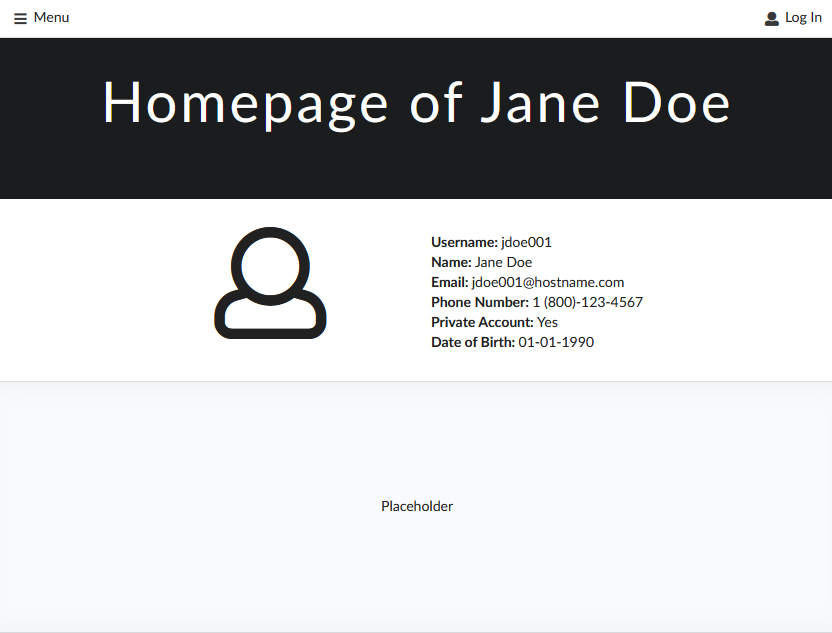 Menu
Log In
Homepage of Jane Doe
Username: jdoe001
Name: Jane Doe
Email: jdoe001@hostname.com
Phone Number: 1 (800)-123-4567
Private Account: Yes
Date of Birth: 01-01-1990
Placeholder